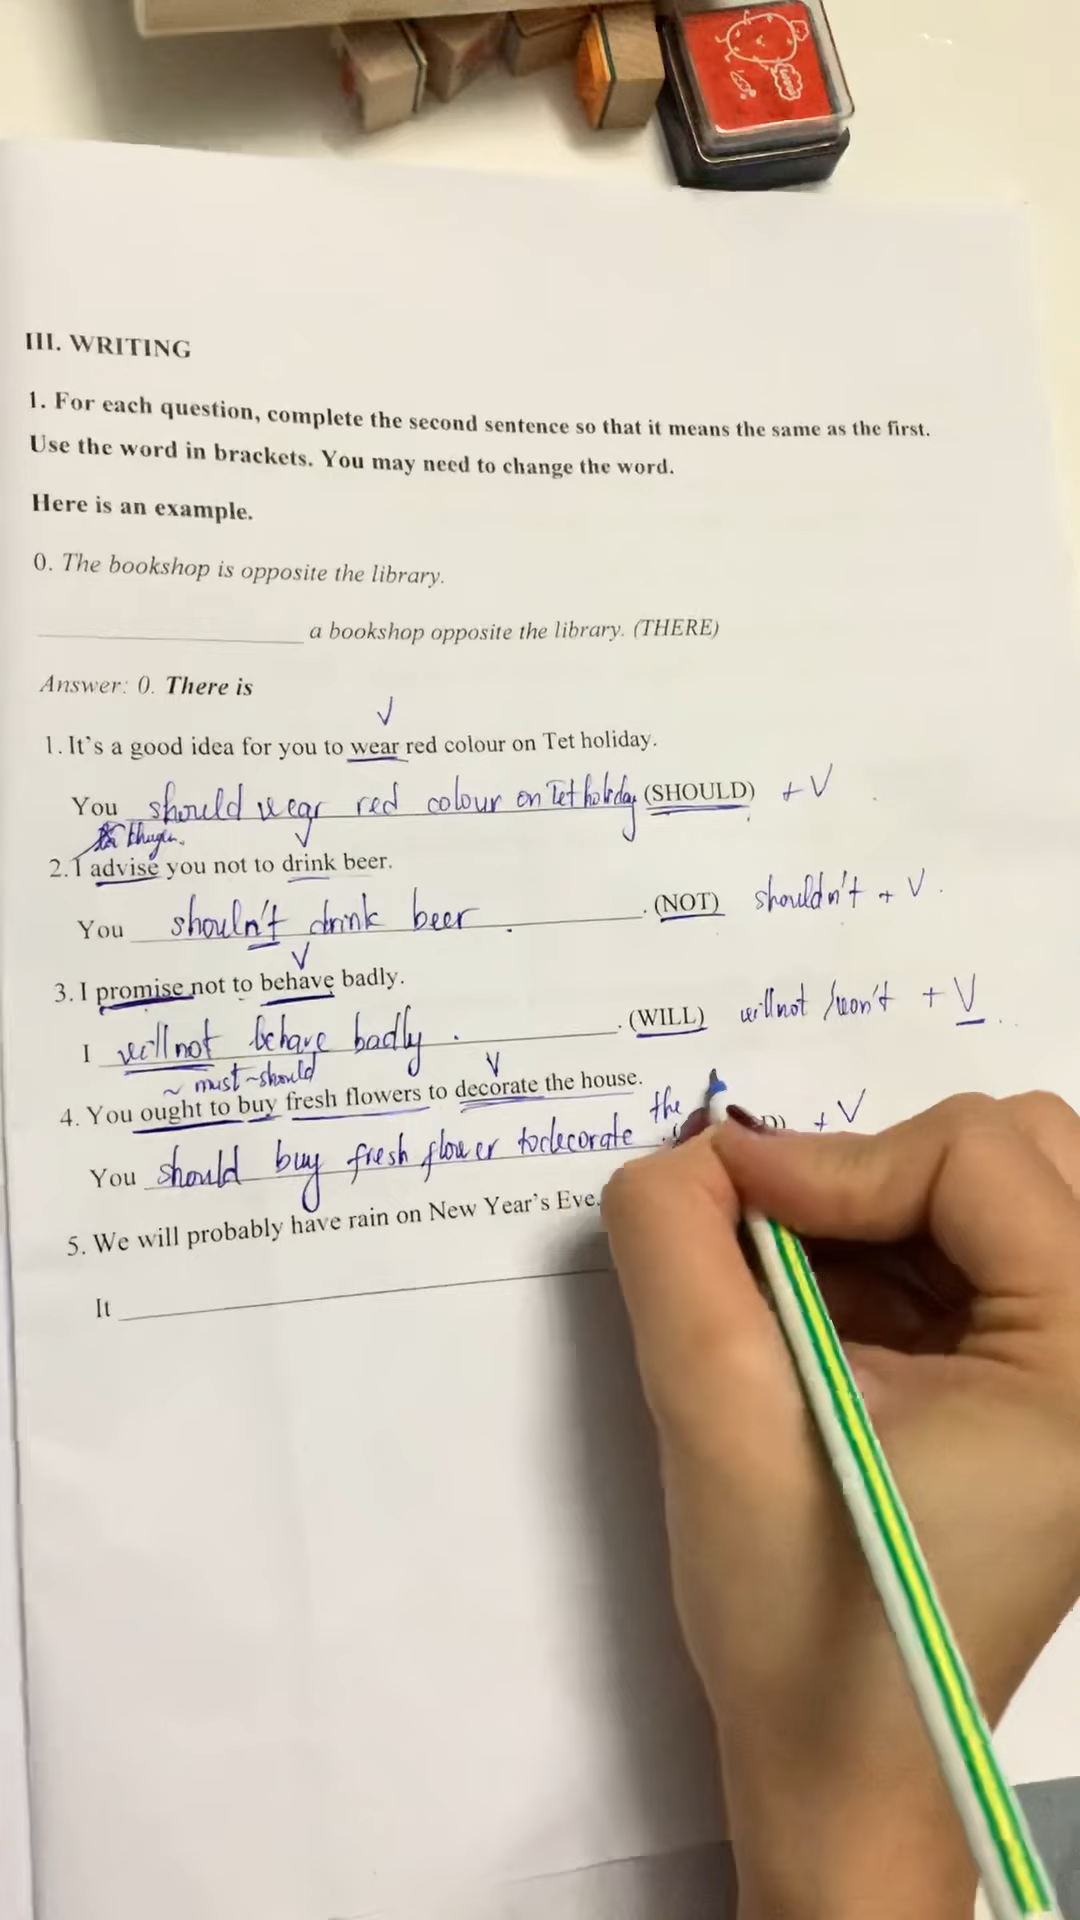 III. WRITING
1. For each question, complete the second sentence so that it means the same as the first.
Use the word in brackets. You may need to change the word.
Here is an example.
0. The bookshop is opposite the library.
a bookshop opposite the library. (THERE)
Answer: 0. There is
V
1. It's a good idea for you to wear red colour on Tet holiday.
You should wear red colour on Tet holiday (SHOULD) + V
khuyên.
2. I advise you not to drink beer.
You shouln't drink beer . (NOT) shouldn't + V.
V
3. I promise not to behave badly.
I will not behave badly. (WILL) will not / won't + V
~ must ~ should V
4. You ought to buy fresh flowers to decorate the house.
You should buy fresh flower to decorate the + V
5. We will probably have rain on New Year's Eve.
It